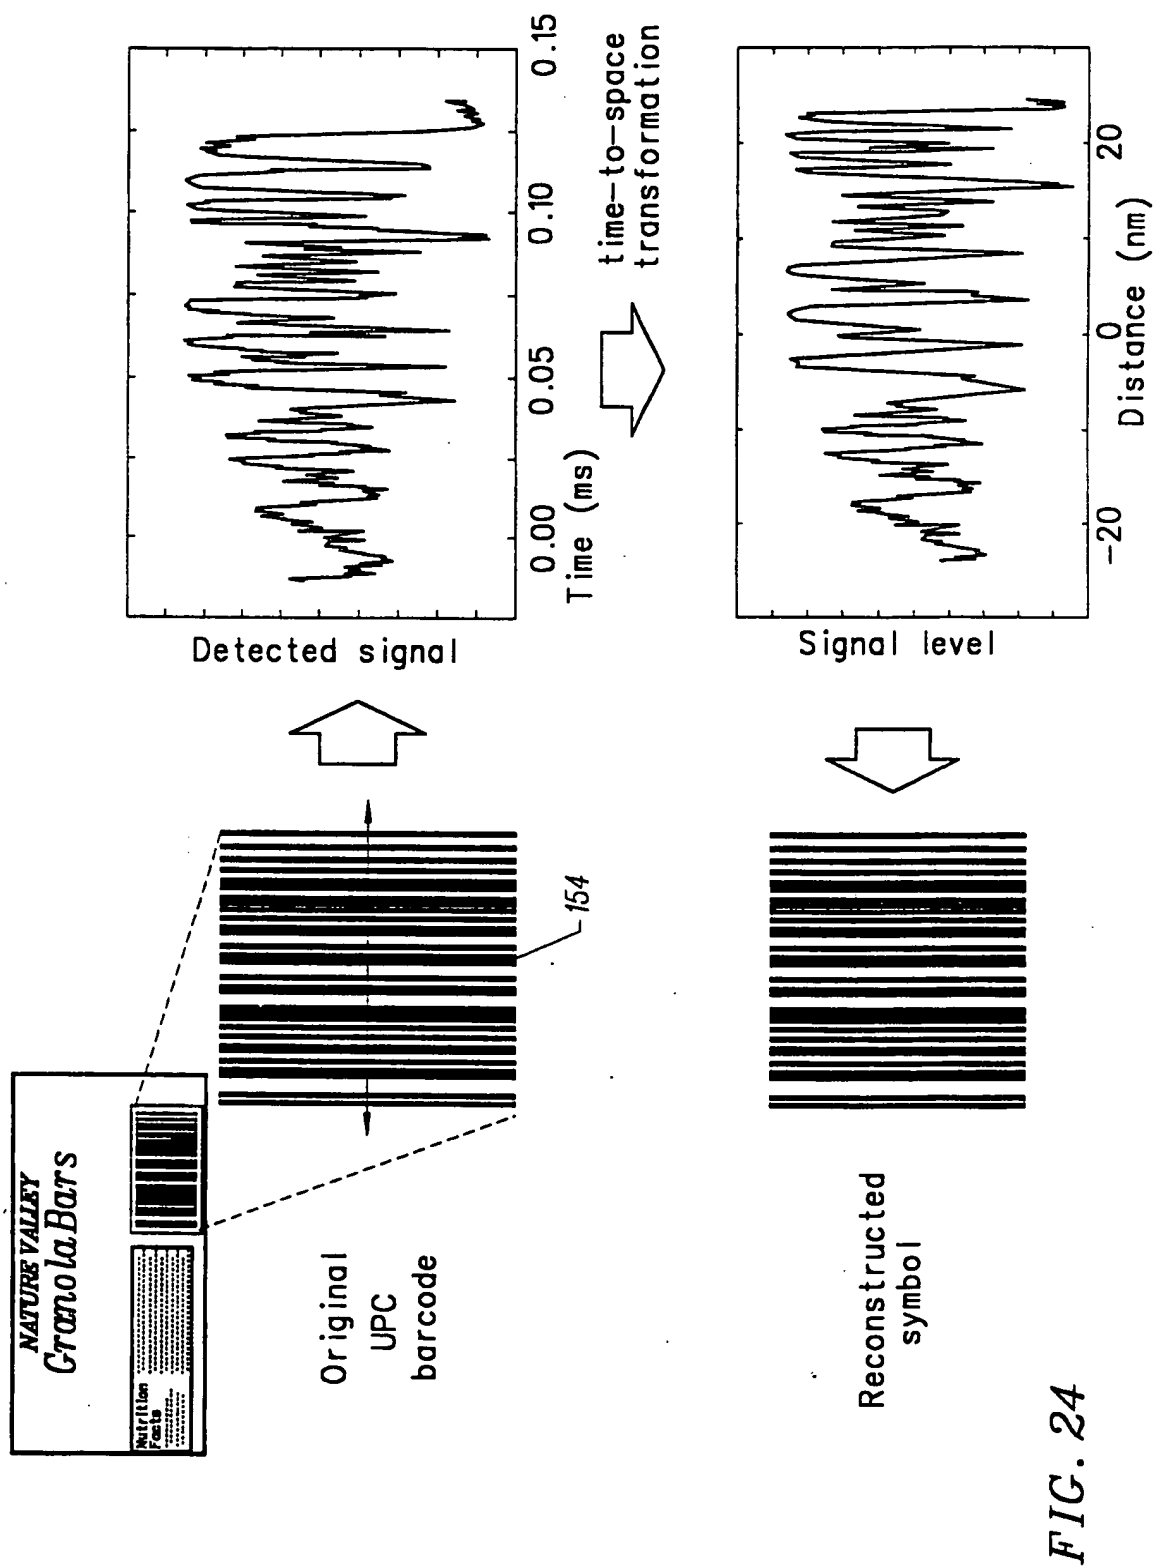 NATURE VALLEY
Granola Bars
Nutrition
Facts
Original
UPC
barcode
154
Detected signal
0.00
0.05
0.10
0.15
Time (ms)
time-to-space
transformation
Signal level
-20
0
20
Distance (nm)
Reconstructed
symbol
FIG. 24